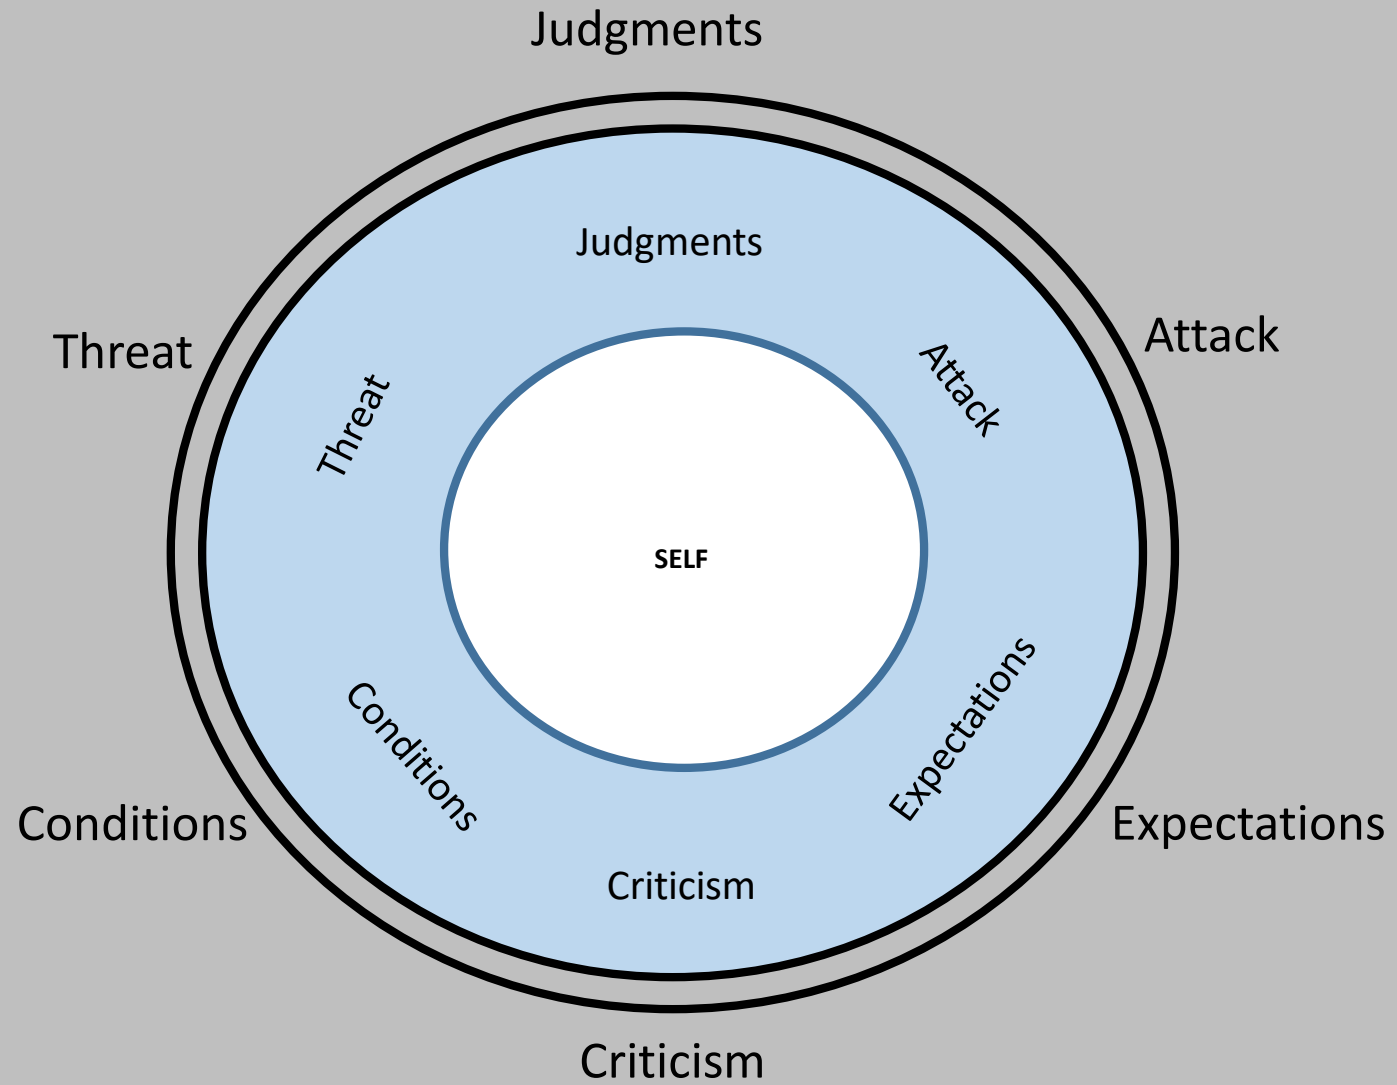 Judgments
Judgments
Threat
Attack
Threat
Attack
SELF
Conditions
Expectations
Conditions
Expectations
Criticism
Criticism